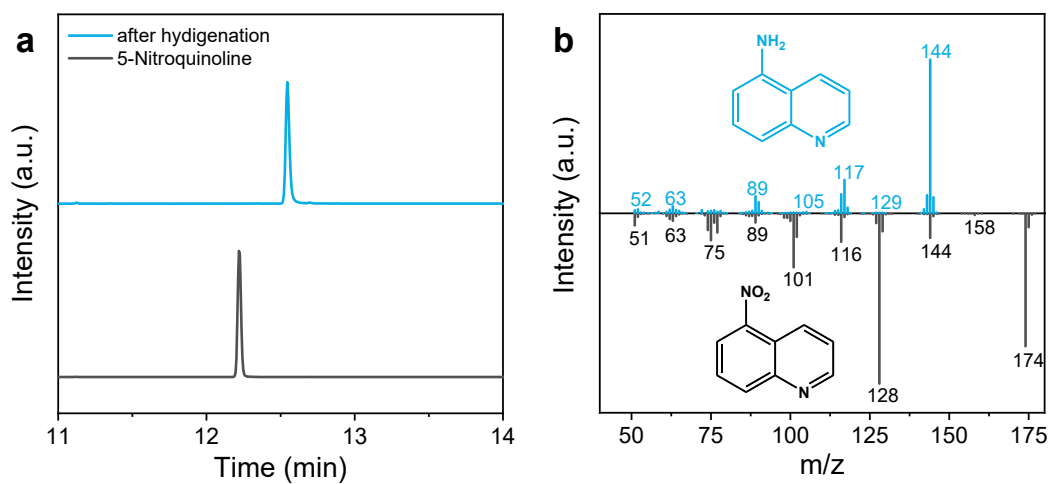 a
after hydigenation
5-Nitroquinoline
Intensity (a.u.)
11 12 13 14
Time (min)
b
NH₂
N
144
52 63 89 105 117 129
51 63 75 89 101 116 128 144 158 174
NO₂
N
Intensity (a.u.)
50 75 100 125 150 175
m/z